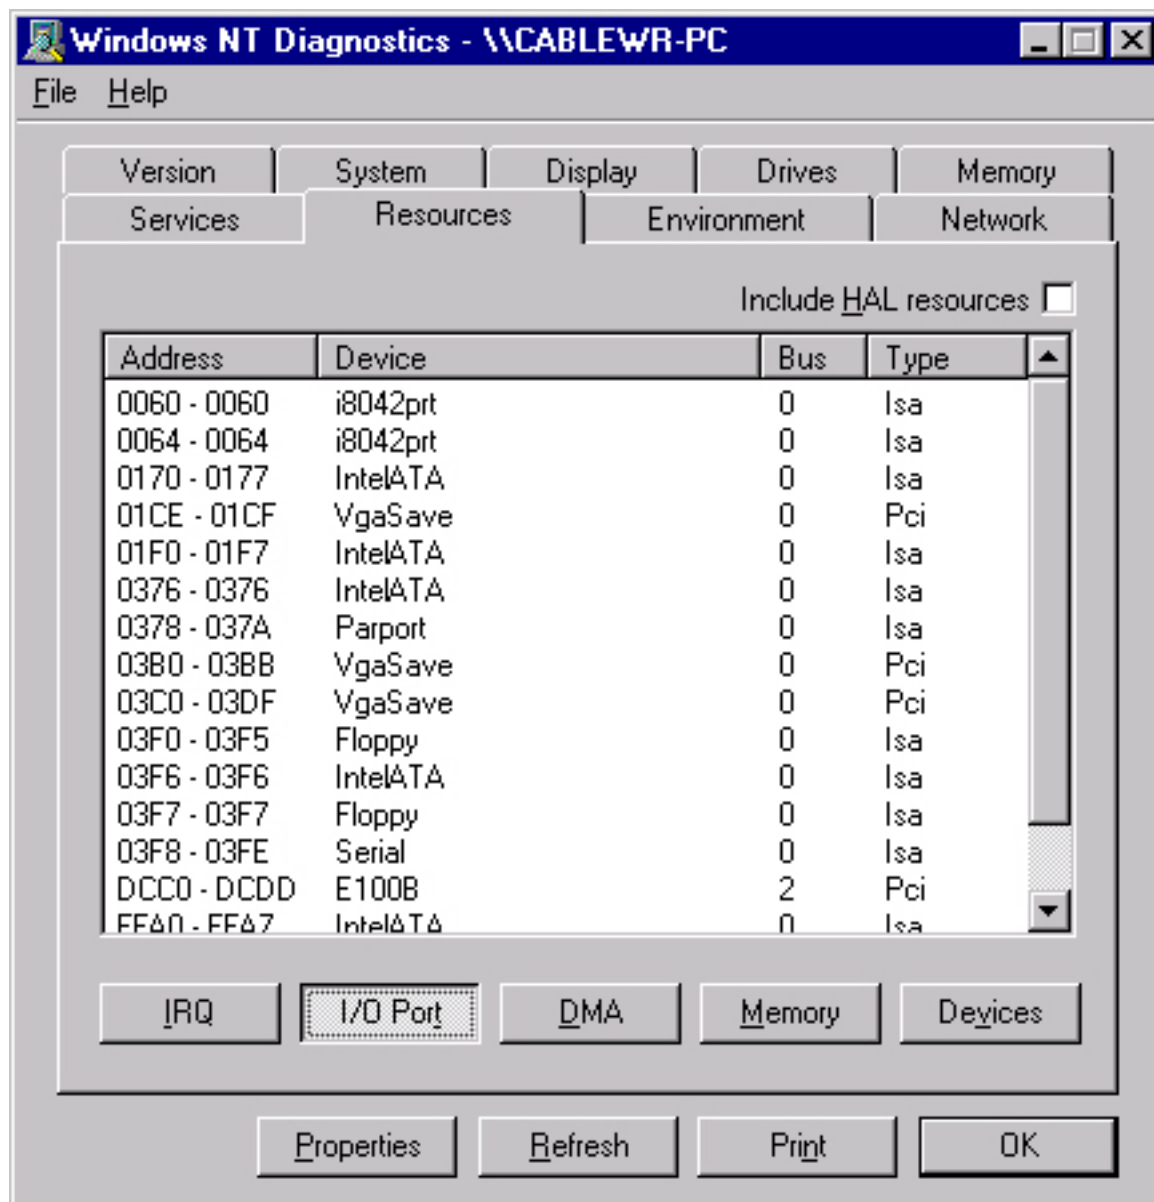 Windows NT Diagnostics - \\CABLEWR-PC
File Help
Version System Display Drives Memory
Services Resources Environment Network
Include HAL resources
Address Device Bus Type
0060 - 0060 i8042prt 0 Isa
0064 - 0064 i8042prt 0 Isa
0170 - 0177 IntelATA 0 Isa
01CE - 01CF VgaSave 0 Pci
01F0 - 01F7 IntelATA 0 Isa
0376 - 0376 IntelATA 0 Isa
0378 - 037A Parport 0 Isa
03B0 - 03BB VgaSave 0 Pci
03C0 - 03DF VgaSave 0 Pci
03F0 - 03F5 Floppy 0 Isa
03F6 - 03F6 IntelATA 0 Isa
03F7 - 03F7 Floppy 0 Isa
03F8 - 03FE Serial 0 Isa
DCC0 - DCDD E100B 2 Pci
FFA0 - FFA7 IntelATA 0 Isa
IRQ I/O Port DMA Memory Devices
Properties Refresh Print OK